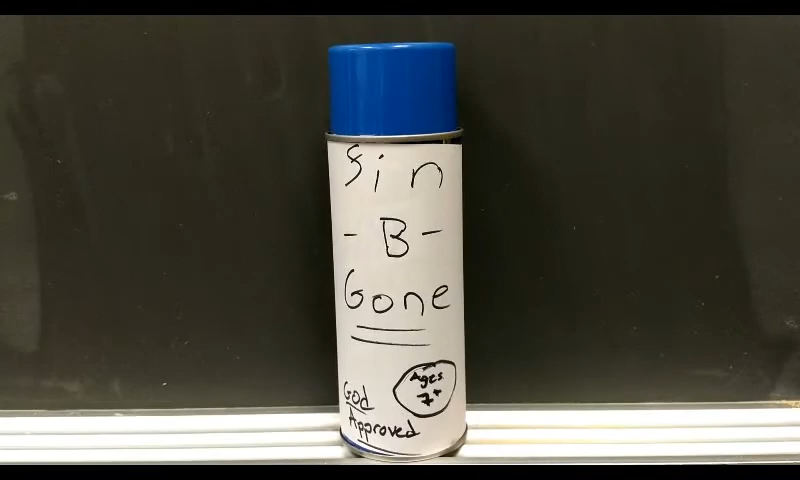 Sin
- B -
Gone
Ages
7+
God
Approved